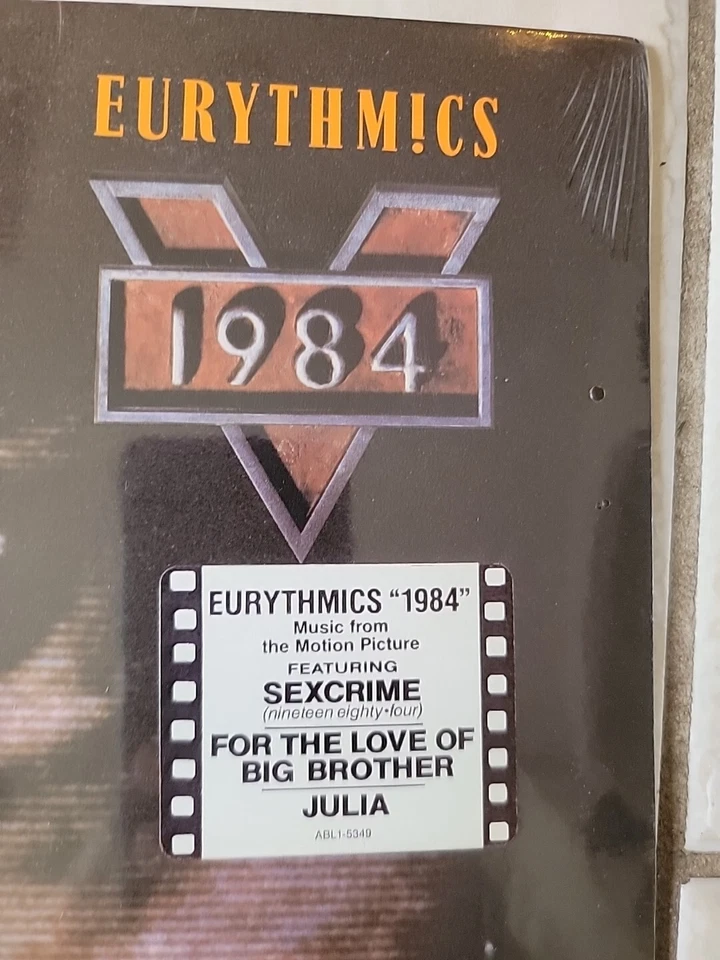 EURYTHM!CS
1984
EURYTHMICS “1984”
Music from
the Motion Picture
FEATURING
SEXCRIME
(nineteen eighty•four)
FOR THE LOVE OF
BIG BROTHER
JULIA
ABL1-5349